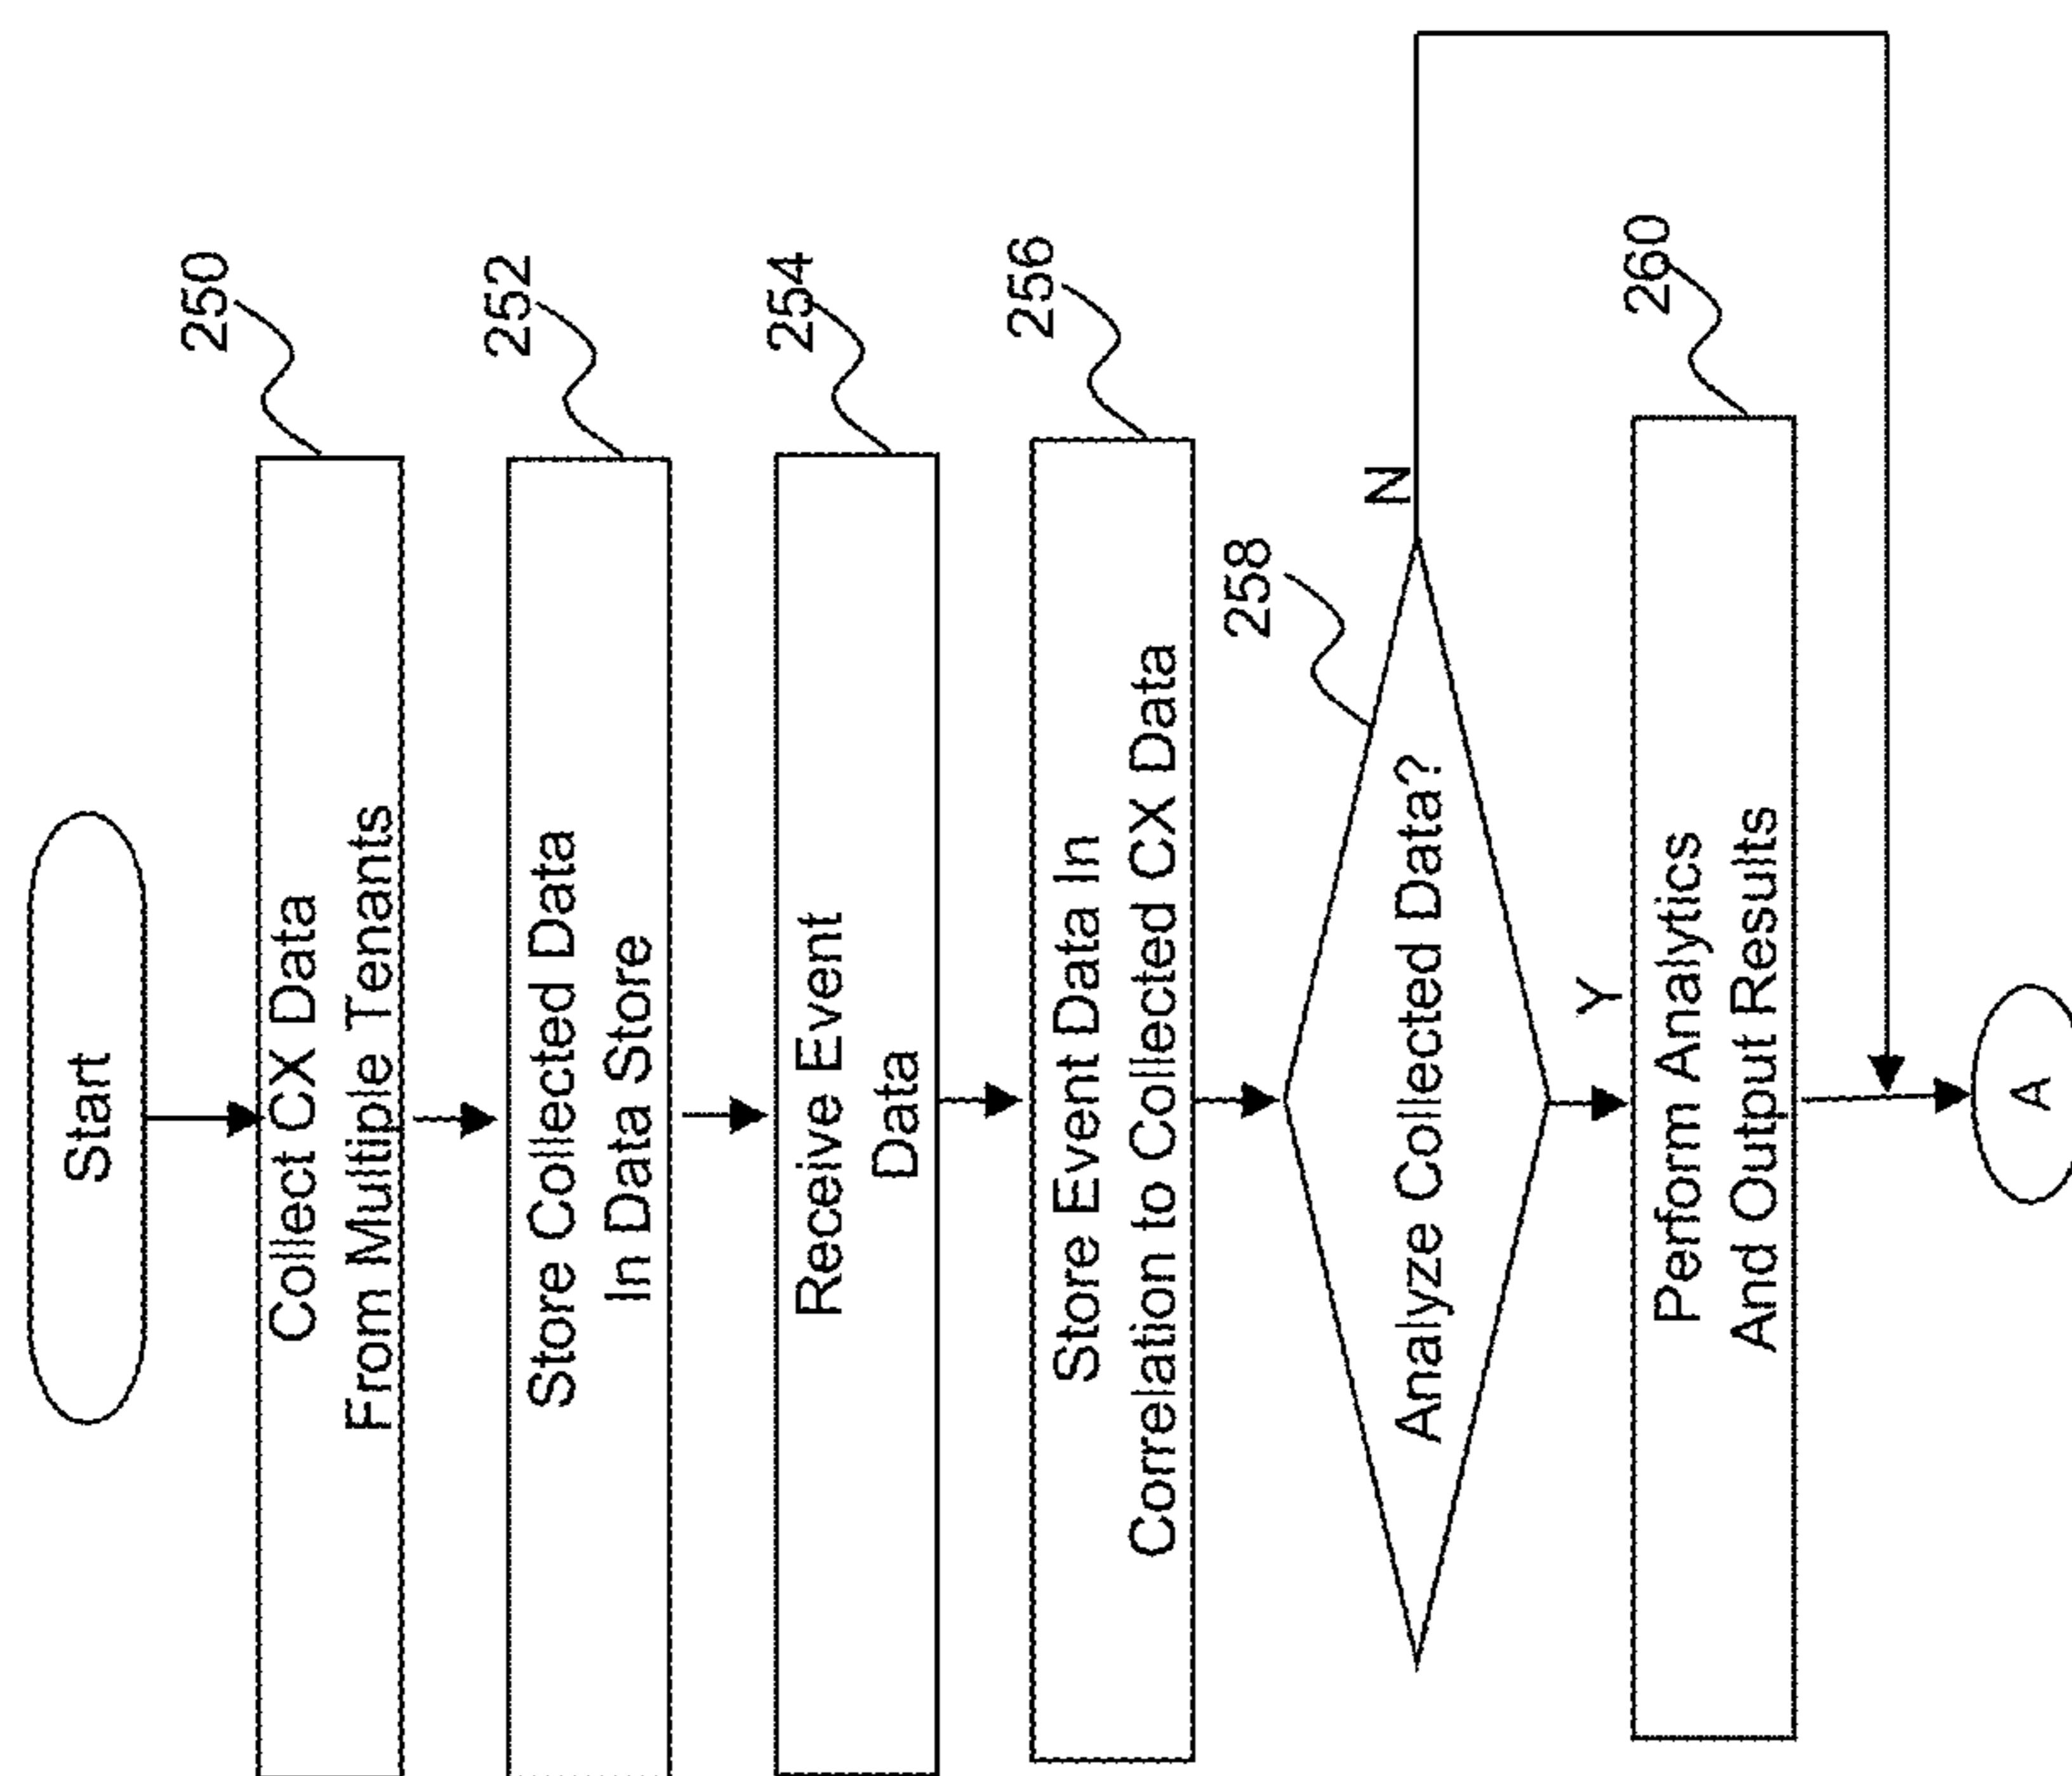 Start
250
Collect CX Data
From Multiple Tenants
252
Store Collected Data
In Data Store
254
Receive Event
Data
256
Store Event Data In
Correlation to Collected CX Data
258
Analyze Collected Data?
N
Y
260
Perform Analytics
And Output Results
A